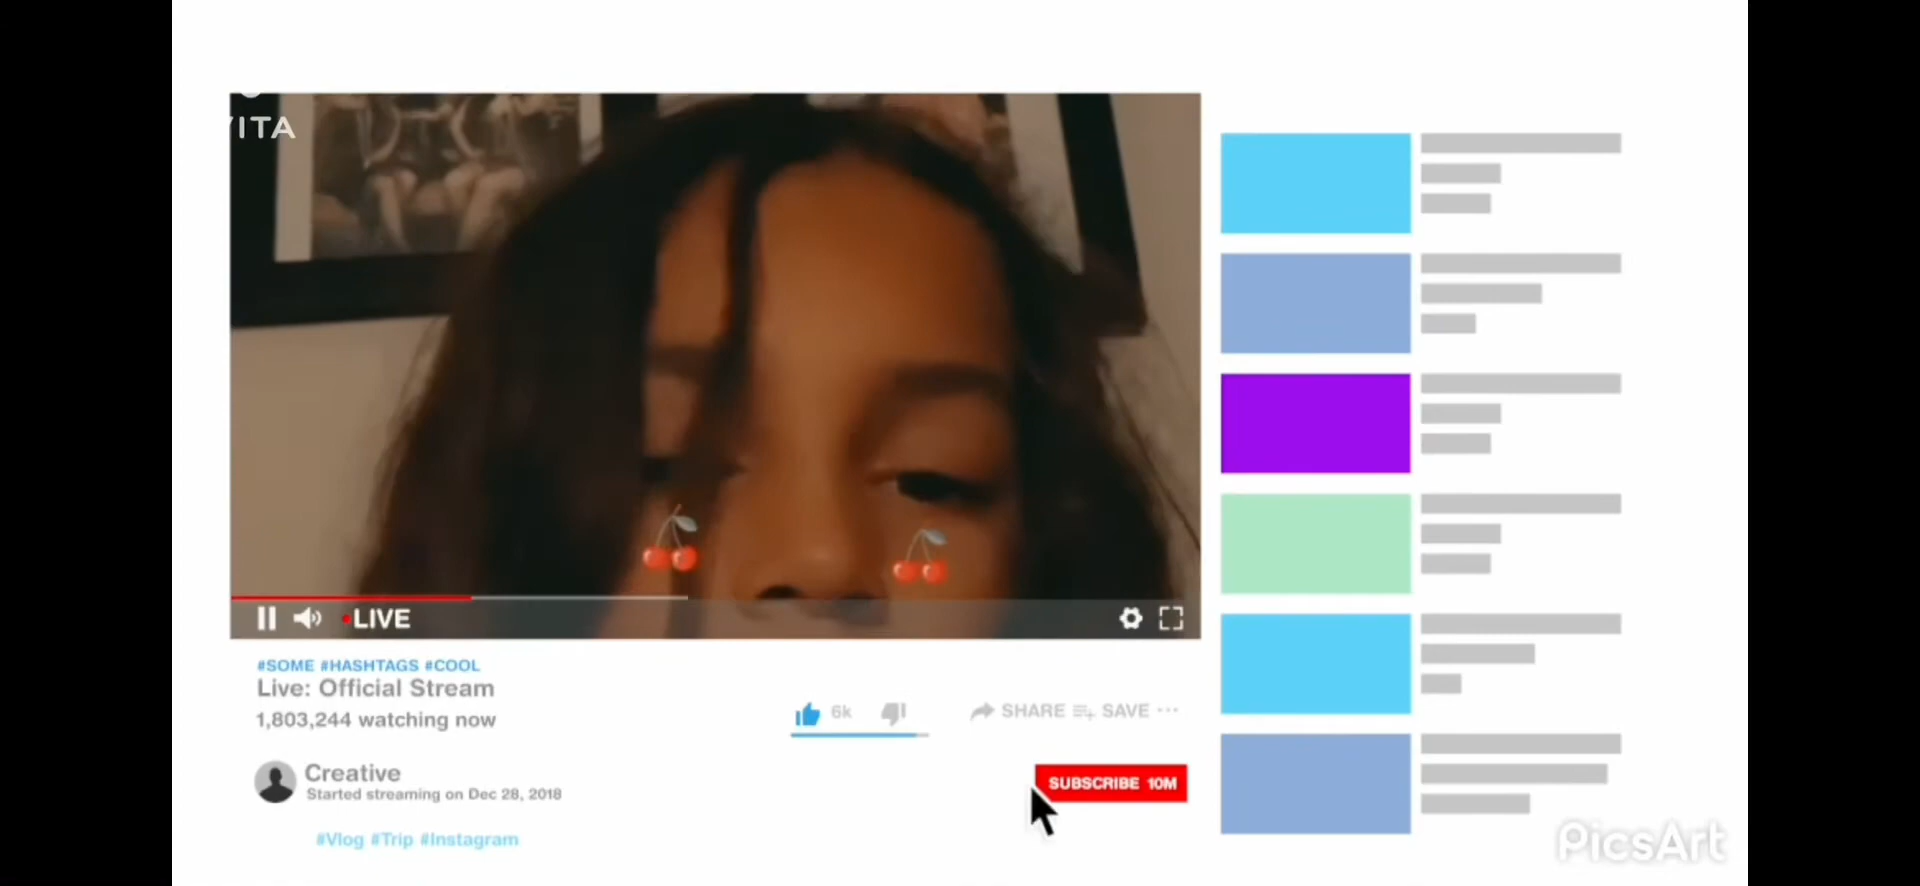 VITA
LIVE
#SOME #HASHTAGS #COOL
Live: Official Stream
1,803,244 watching now
6k
SHARE SAVE
Creative
Started streaming on Dec 28, 2018
SUBSCRIBE 10M
#Vlog #Trip #Instagram
PicsArt